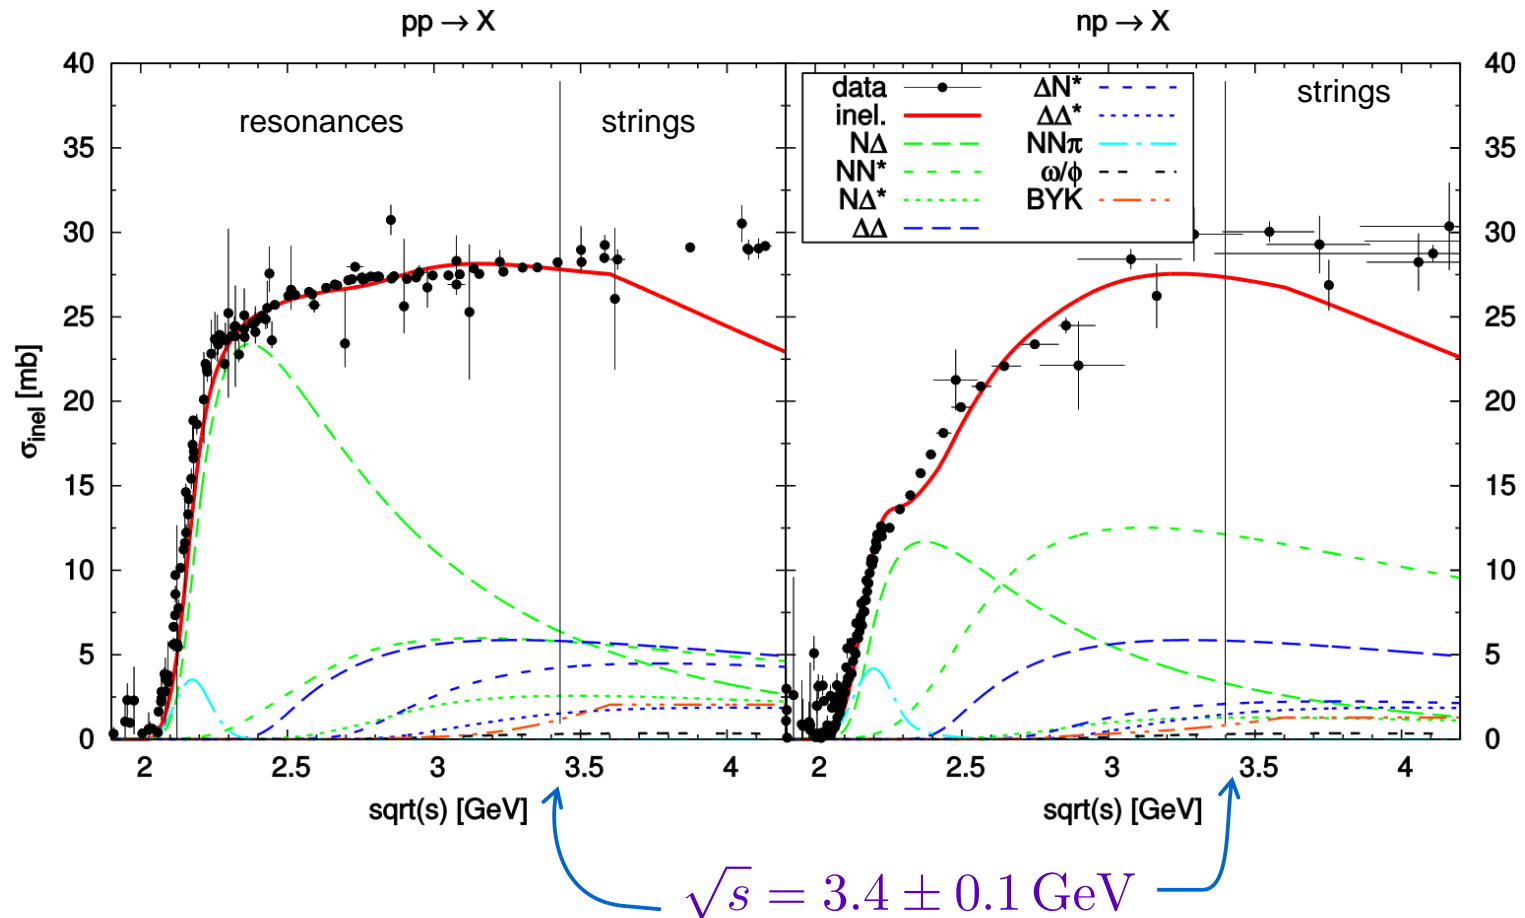 pp → X
np → X
40
35
30
25
20
15
10
5
0
σinel [mb]
resonances
strings
data
inel.
NΔ
NN*
NΔ*
ΔΔ
ΔN*
ΔΔ*
NNπ
ω/ϕ
BYK
strings
40
35
30
25
20
15
10
5
0
2 2.5 3 3.5 4
2 2.5 3 3.5 4
sqrt(s) [GeV]
sqrt(s) [GeV]
√s = 3.4 ± 0.1 GeV